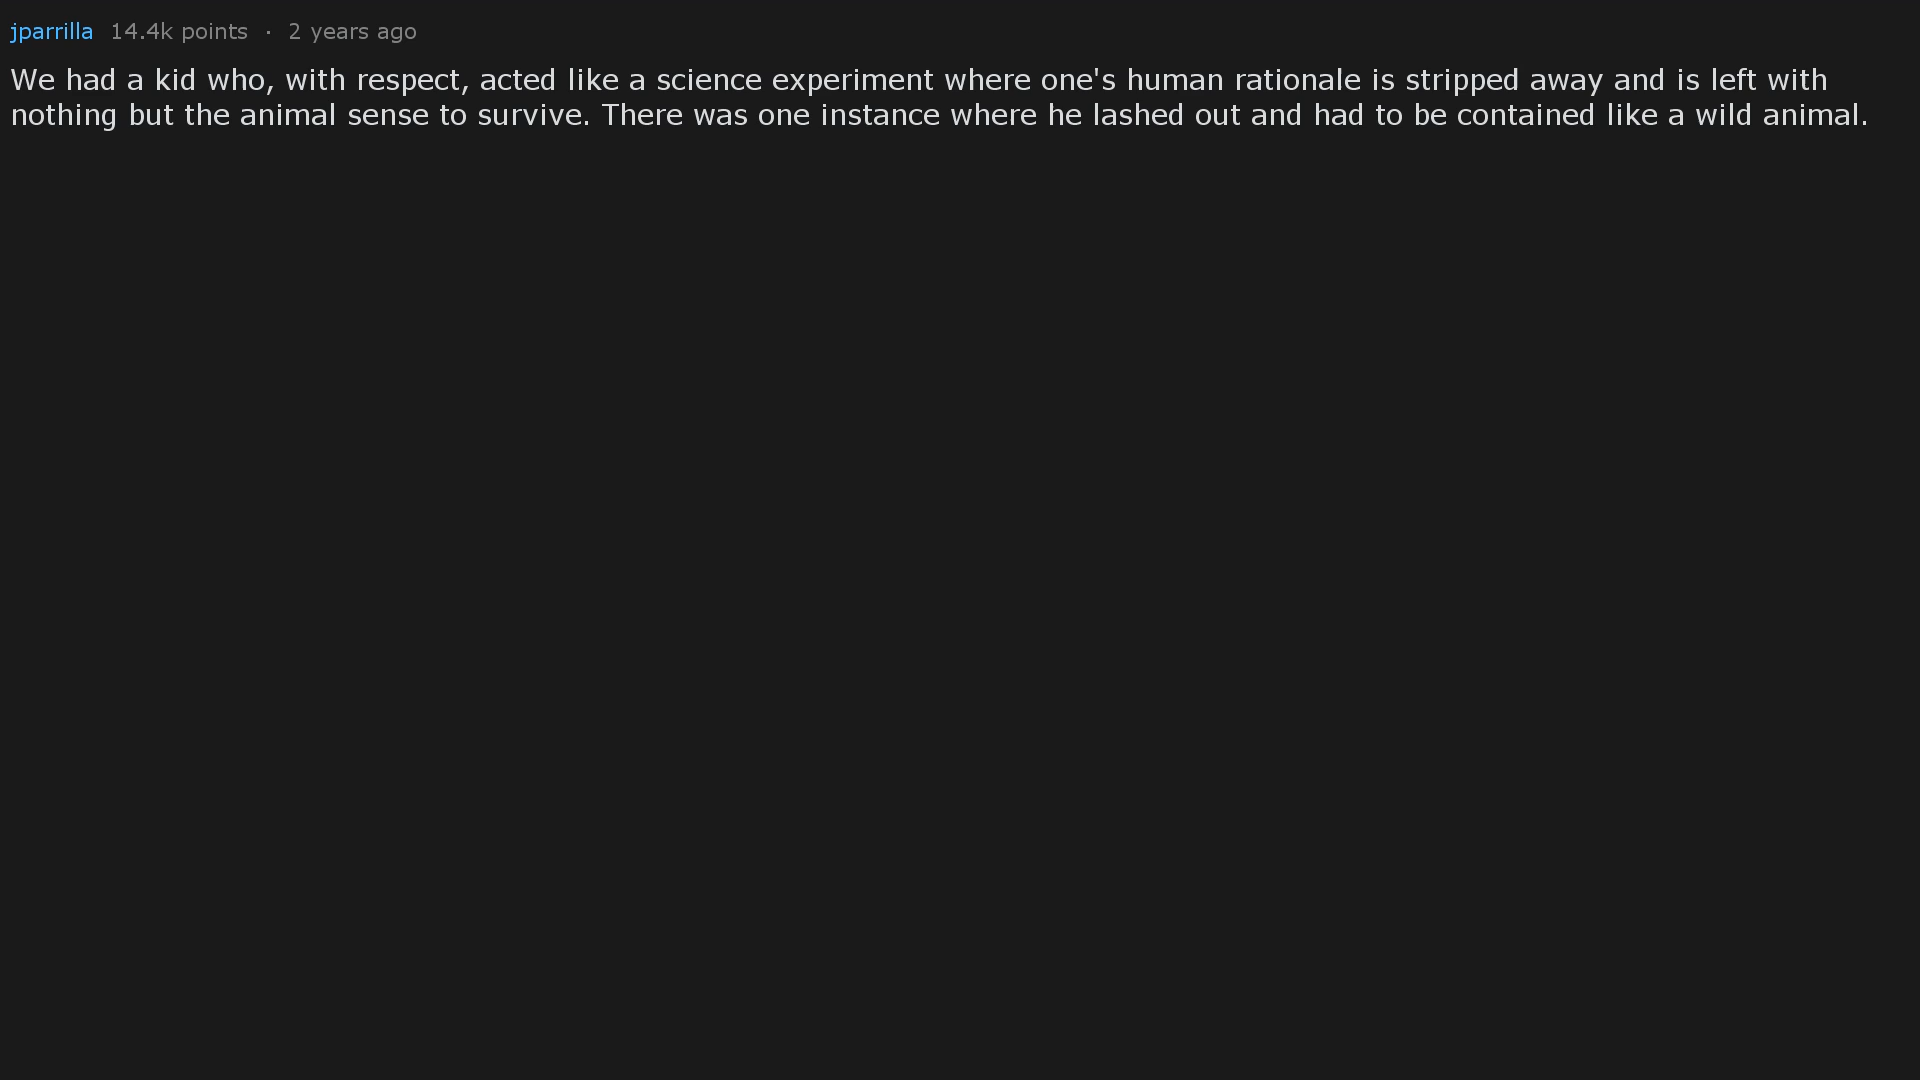 jparrilla 14.4k points · 2 years ago
We had a kid who, with respect, acted like a science experiment where one's human rationale is stripped away and is left with
nothing but the animal sense to survive. There was one instance where he lashed out and had to be contained like a wild animal.